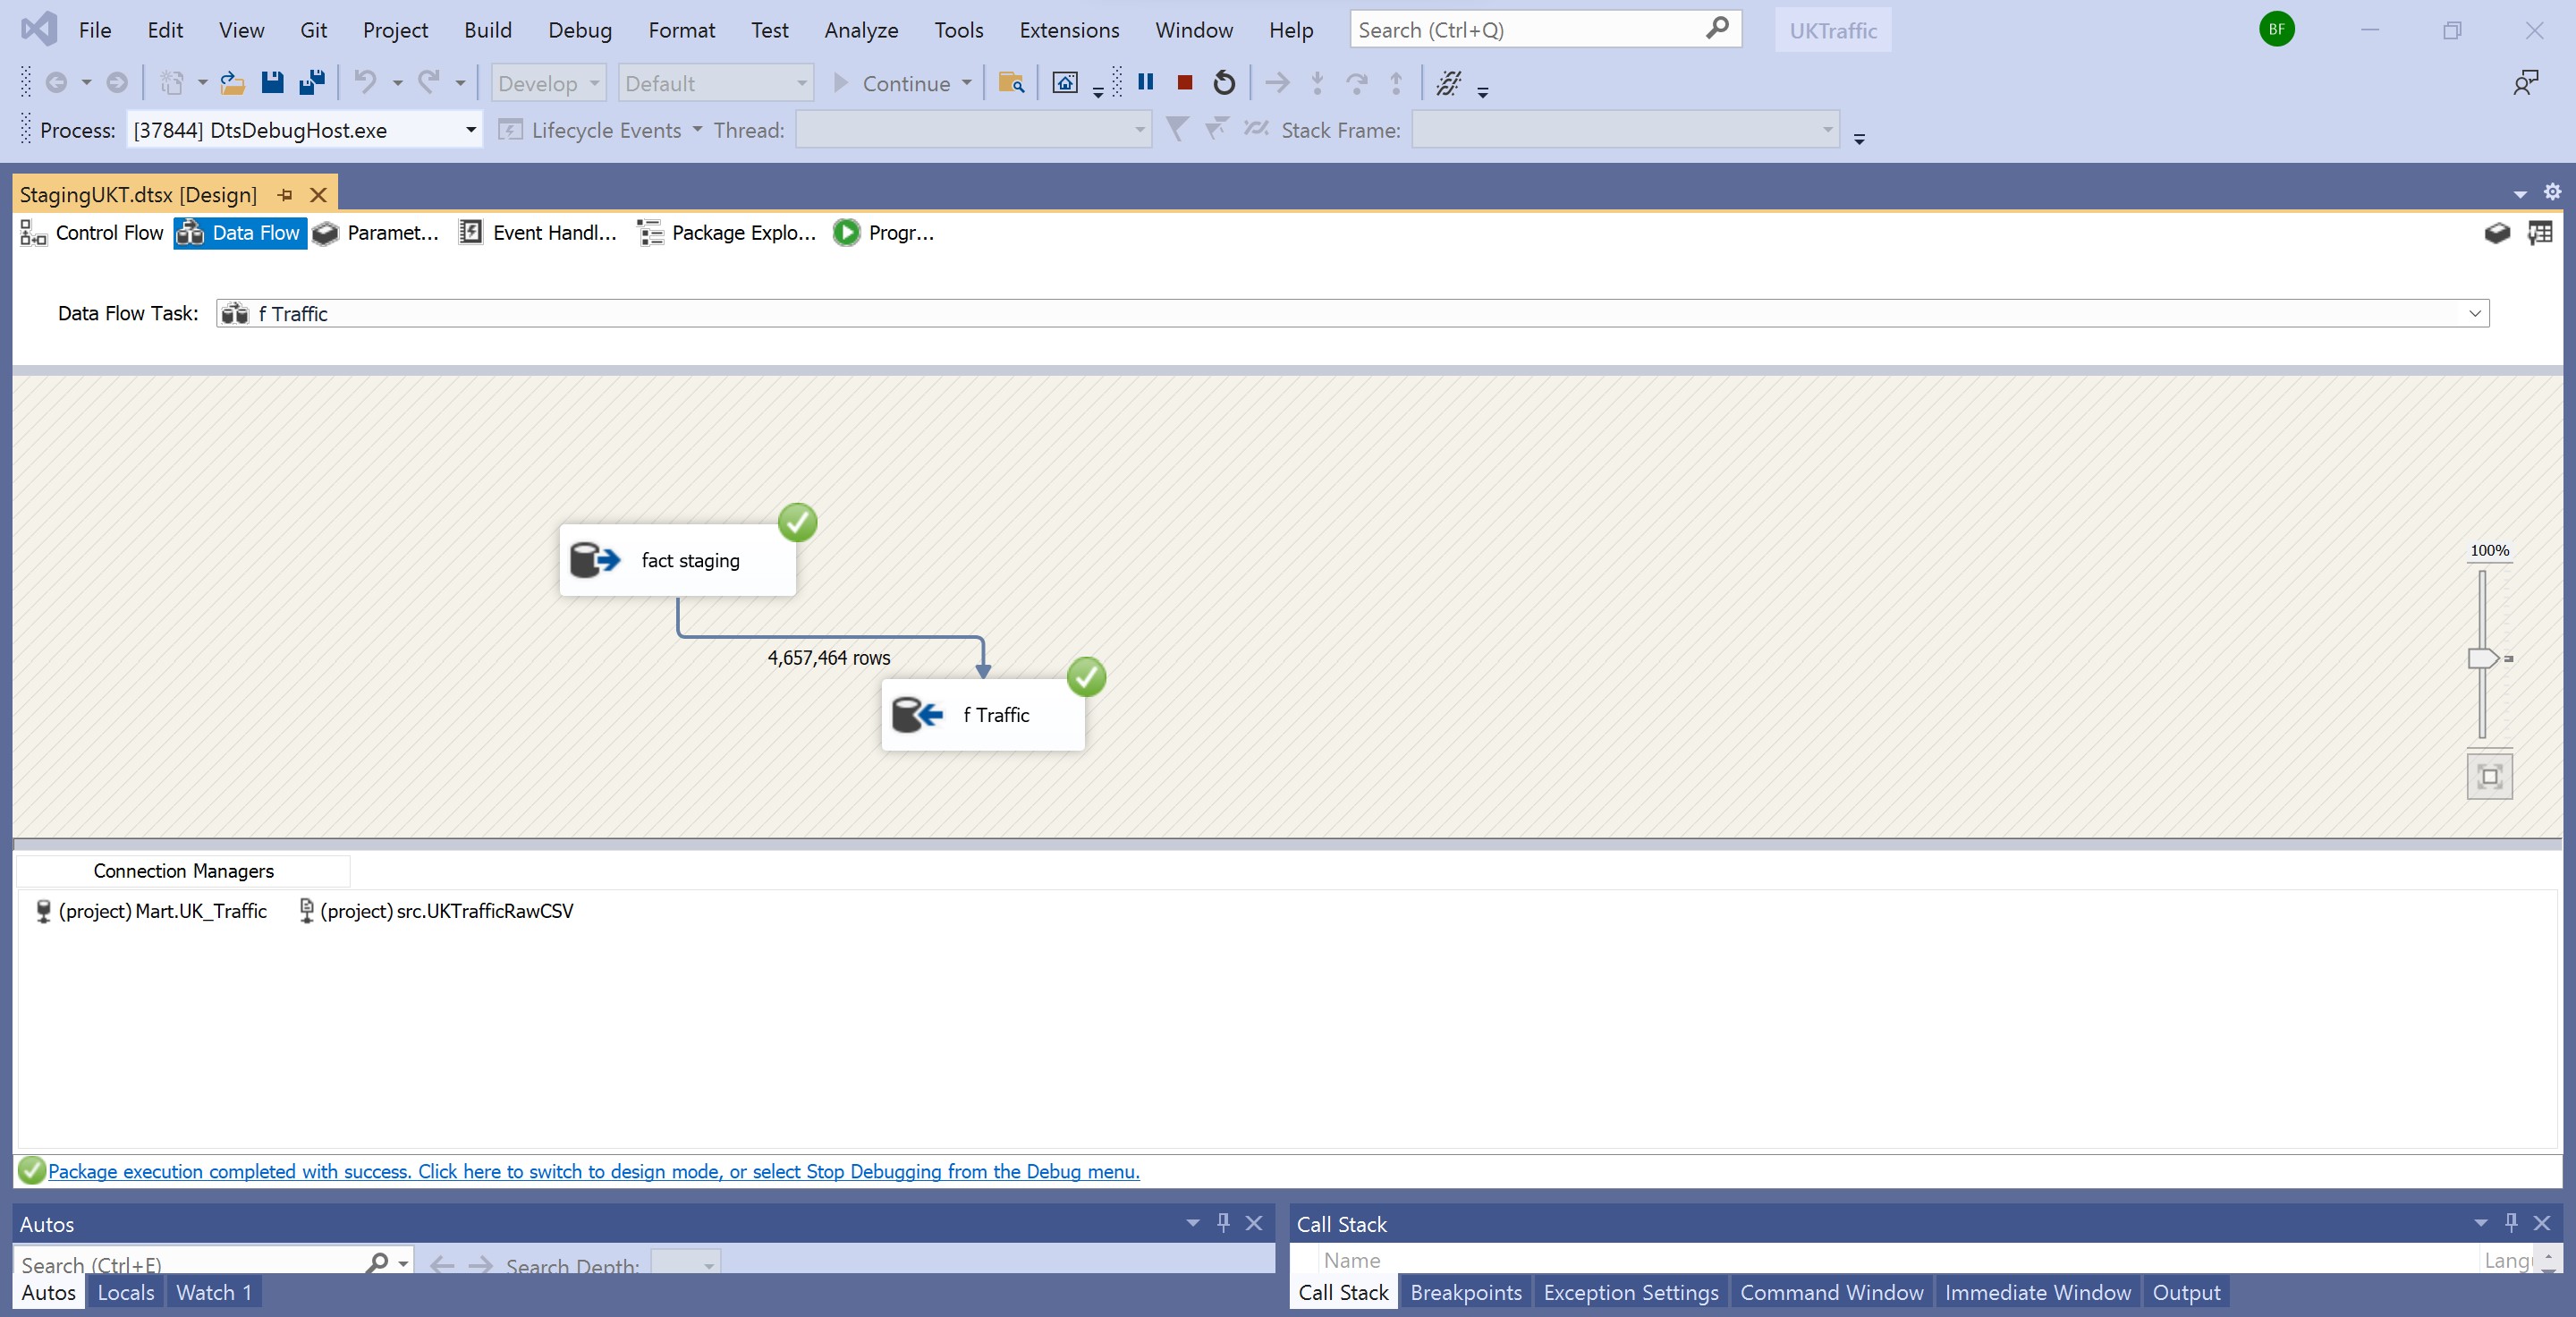 File Edit View Git Project Build Debug Format Test Analyze Tools Extensions Window Help Search (Ctrl+Q) UKTraffic BF
Develop Default Continue
Process: [37844] DtsDebugHost.exe Lifecycle Events Thread: Stack Frame:
StagingUKT.dtsx [Design]
Control Flow Data Flow Paramet... Event Handl... Package Explo... Progr...
Data Flow Task: f Traffic
100%
fact staging
4,657,464 rows
f Traffic
Connection Managers
(project) Mart.UK_Traffic (project) src.UKTrafficRawCSV
Package execution completed with success. Click here to switch to design mode, or select Stop Debugging from the Debug menu.
Autos
Search (Ctrl+E) Search Depth:
Autos Locals Watch 1
Call Stack
Name Lang
Call Stack Breakpoints Exception Settings Command Window Immediate Window Output